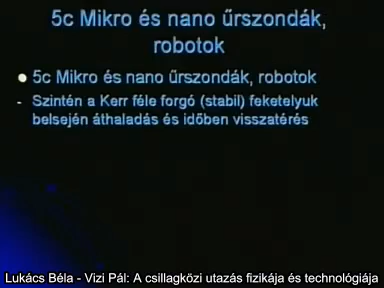 5c Mikro és nano űrszondák,
robotok
5c Mikro és nano űrszondák, robotok
- Szintén a Kerr féle forgó (stabil) feketelyuk
belsején áthaladás és időben visszatérés
Lukács Béla - Vizi Pál: A csillagközi utazás fizikája és technológiája